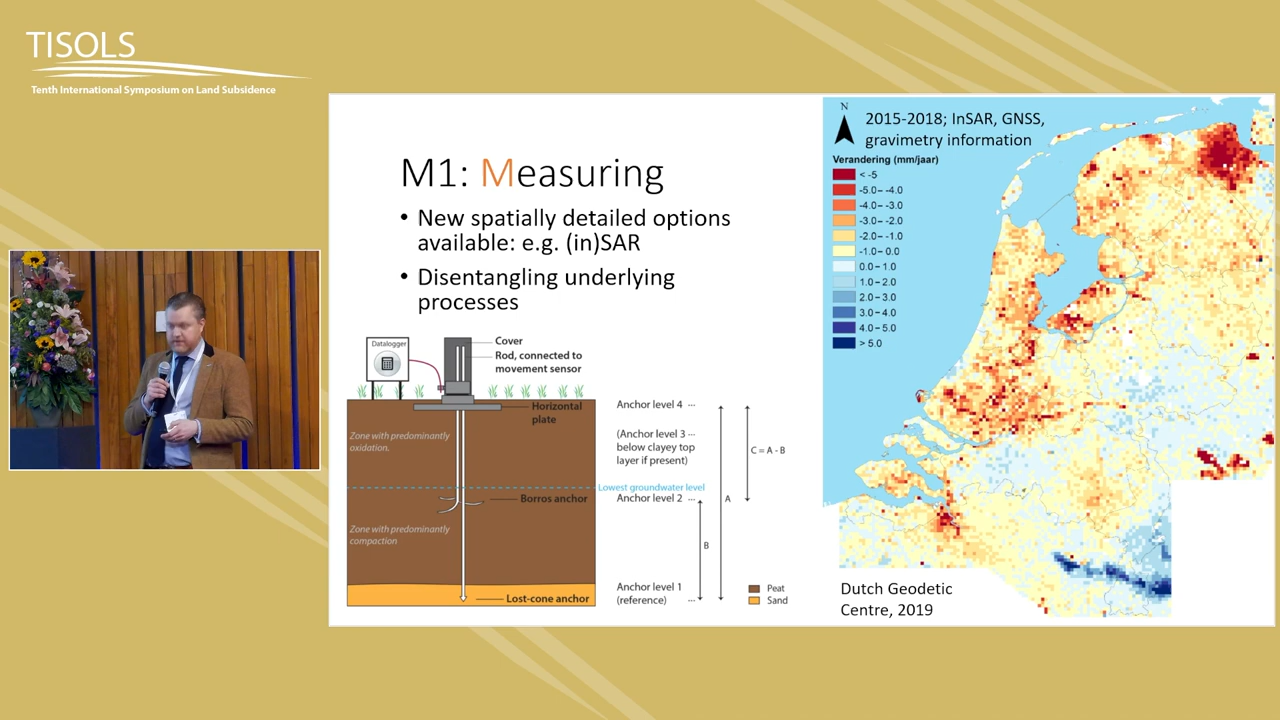 TISOLS
Tenth International Symposium on Land Subsidence
M1: Measuring
• New spatially detailed options
available: e.g. (in)SAR
• Disentangling underlying
processes
Datalogger
Cover
Rod, connected to
movement sensor
Horizontal
plate
Zone with predominantly
oxidation.
Borros anchor
Zone with predominantly
compaction
Lost-cone anchor
Anchor level 4 ...
(Anchor level 3 ...
below clayey top
layer if present)
Lowest groundwater level
Anchor level 2 ...
Anchor level 1
(reference) ...
A
B
C = A - B
Peat
Sand
N
2015-2018; InSAR, GNSS,
gravimetry information
Verandering (mm/jaar)
< -5
-5.0– -4.0
-4.0– -3.0
-3.0– -2.0
-2.0– -1.0
-1.0– 0.0
0.0 – 1.0
1.0 – 2.0
2.0 – 3.0
3.0 – 4.0
4.0 – 5.0
> 5.0
Dutch Geodetic
Centre, 2019